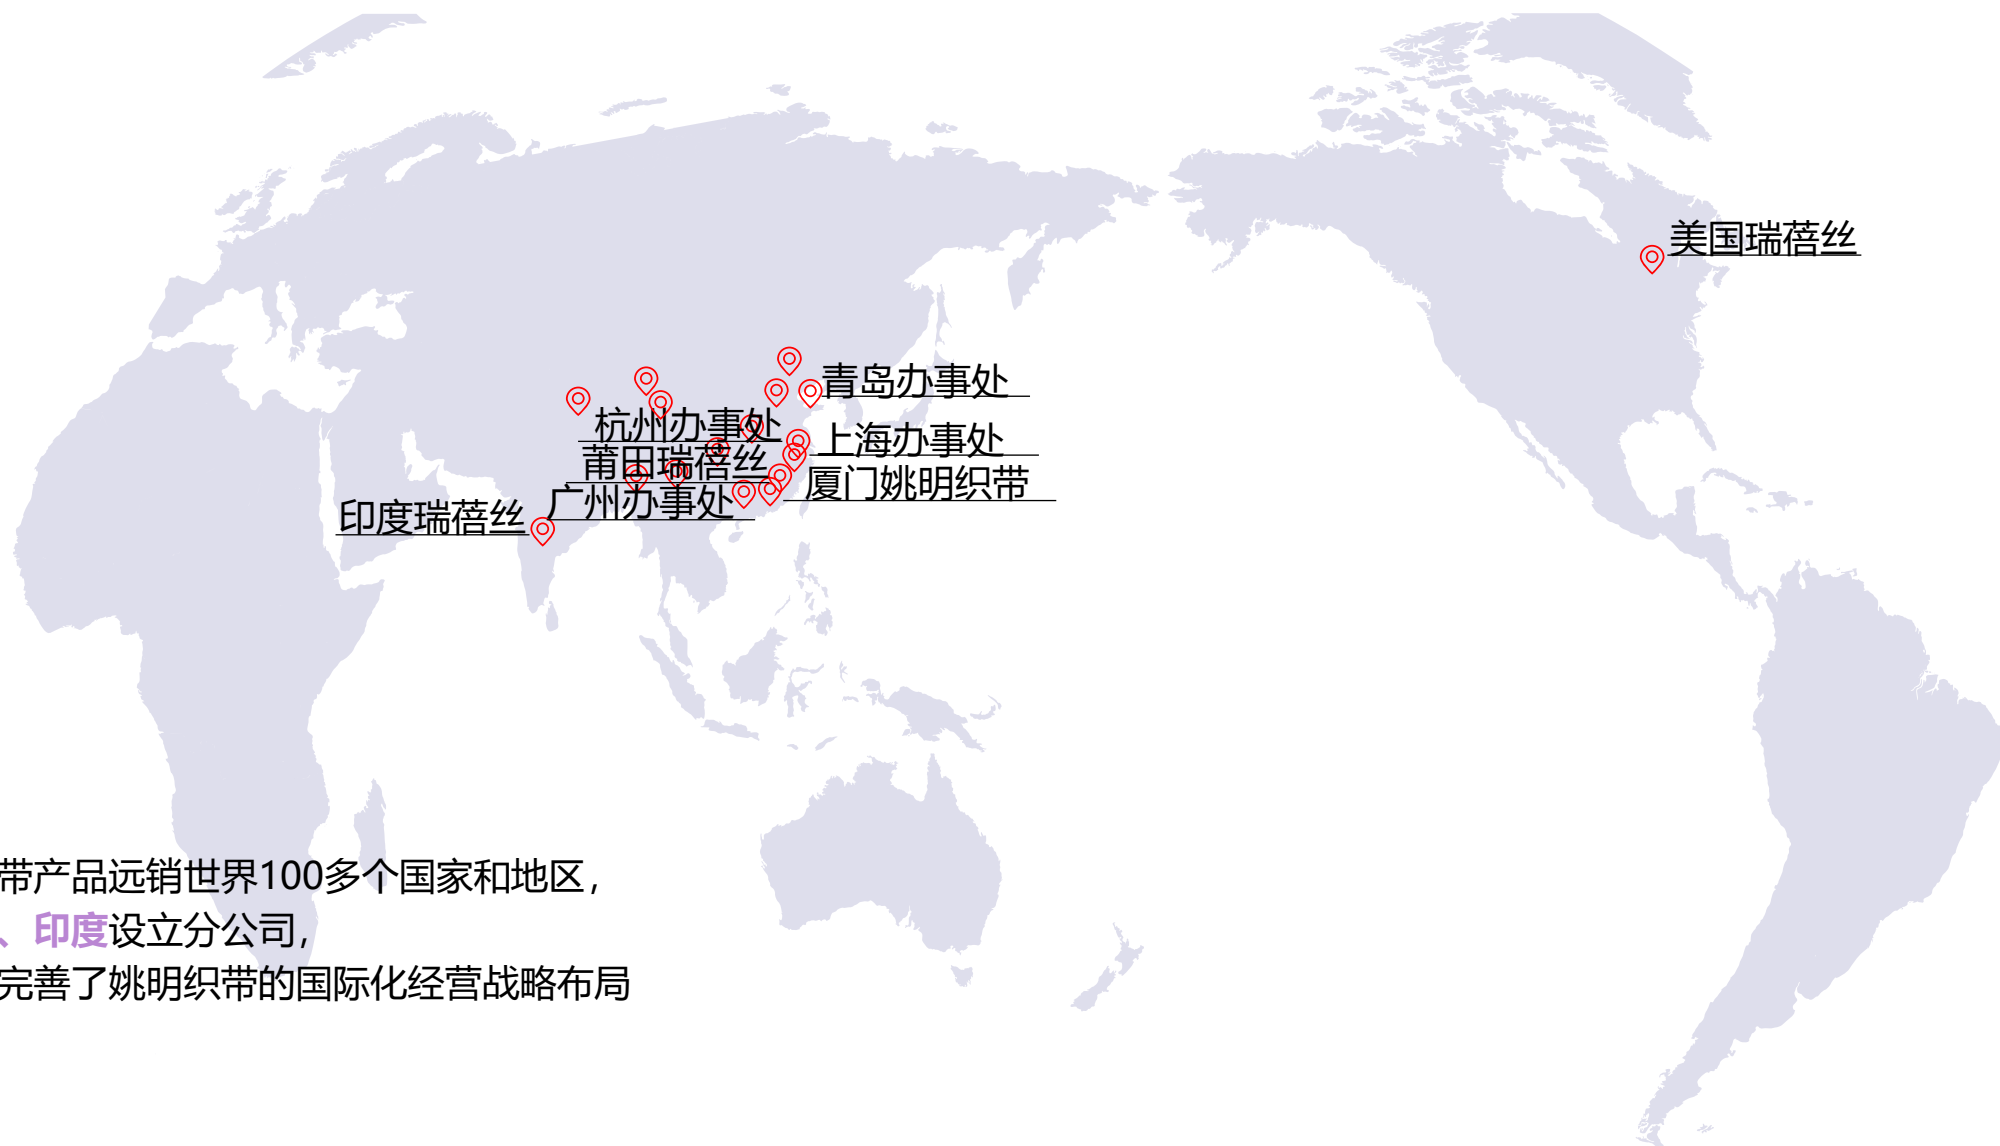 美国瑞蓓丝
青岛办事处
杭州办事处
上海办事处
莆田瑞蓓丝
厦门姚明织带
广州办事处
印度瑞蓓丝
带产品远销世界100多个国家和地区，
、印度设立分公司，
完善了姚明织带的国际化经营战略布局